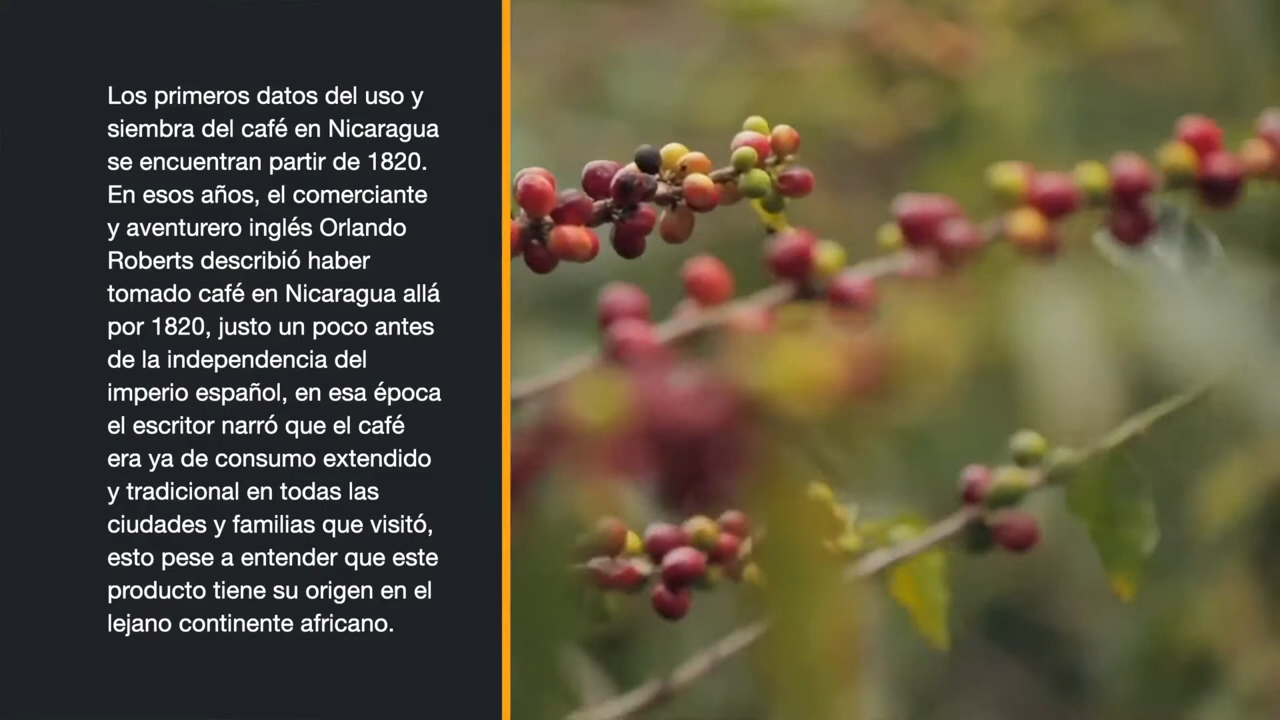 Los primeros datos del uso y
siembra del café en Nicaragua
se encuentran partir de 1820.
En esos años, el comerciante
y aventurero inglés Orlando
Roberts describió haber
tomado café en Nicaragua allá
por 1820, justo un poco antes
de la independencia del
imperio español, en esa época
el escritor narró que el café
era ya de consumo extendido
y tradicional en todas las
ciudades y familias que visitó,
esto pese a entender que este
producto tiene su origen en el
lejano continente africano.